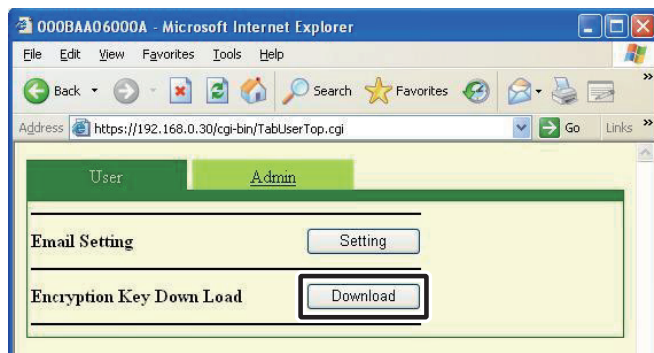 000BAA06000A - Microsoft Internet Explorer
File Edit View Favorites Tools Help
Back Search Favorites »
Address https://192.168.0.30/cgi-bin/TabUserTop.cgi Go Links »
User Admin
Email Setting Setting
Encryption Key Down Load Download